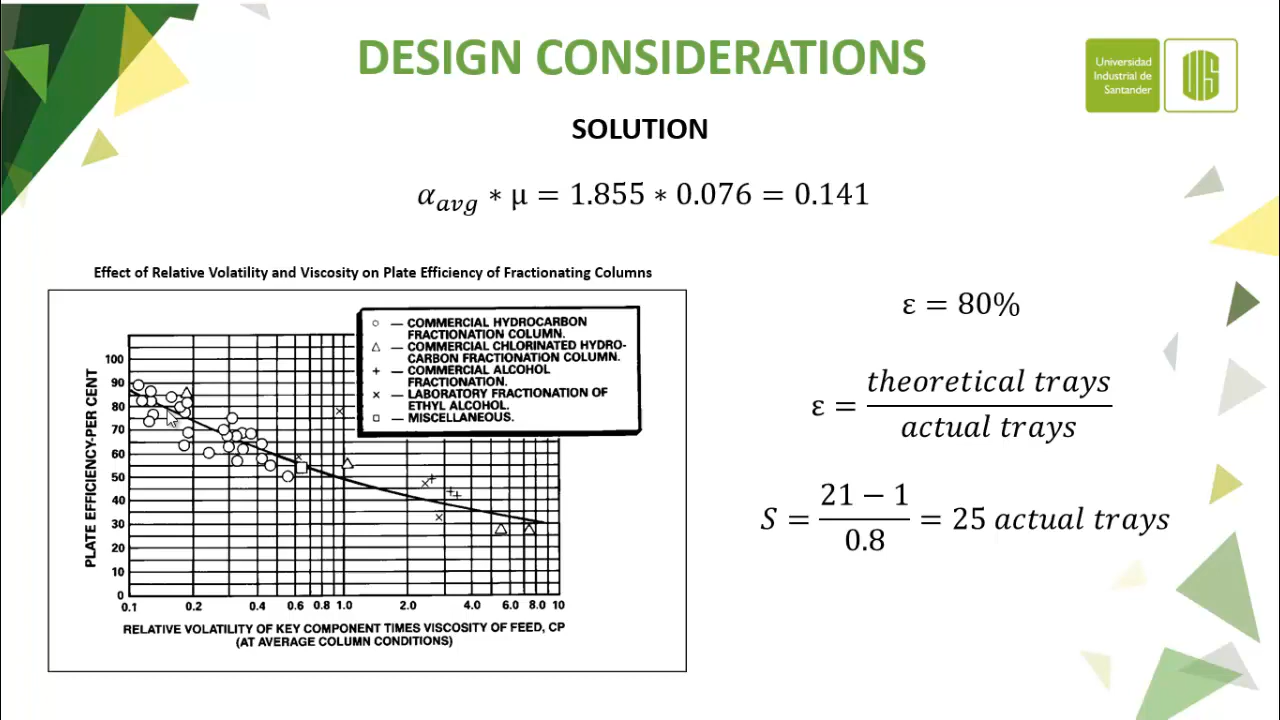 DESIGN CONSIDERATIONS
Universidad
Industrial de
Santander
UIS
SOLUTION
α_avg ∗ µ = 1.855 ∗ 0.076 = 0.141
Effect of Relative Volatility and Viscosity on Plate Efficiency of Fractionating Columns
○ — COMMERCIAL HYDROCARBON
FRACTIONATION COLUMN.
△ — COMMERCIAL CHLORINATED HYDRO-
CARBON FRACTIONATION COLUMN.
+ — COMMERCIAL ALCOHOL
FRACTIONATION.
× — LABORATORY FRACTIONATION OF
ETHYL ALCOHOL.
□ — MISCELLANEOUS.
PLATE EFFICIENCY-PER CENT
100
90
80
70
60
50
40
30
20
10
0
0.1 0.2 0.4 0.6 0.8 1.0 2.0 4.0 6.0 8.0 10
RELATIVE VOLATILITY OF KEY COMPONENT TIMES VISCOSITY OF FEED, CP
(AT AVERAGE COLUMN CONDITIONS)
ε = 80%
theoretical trays
ε =
actual trays
21 − 1
S = = 25 actual trays
0.8